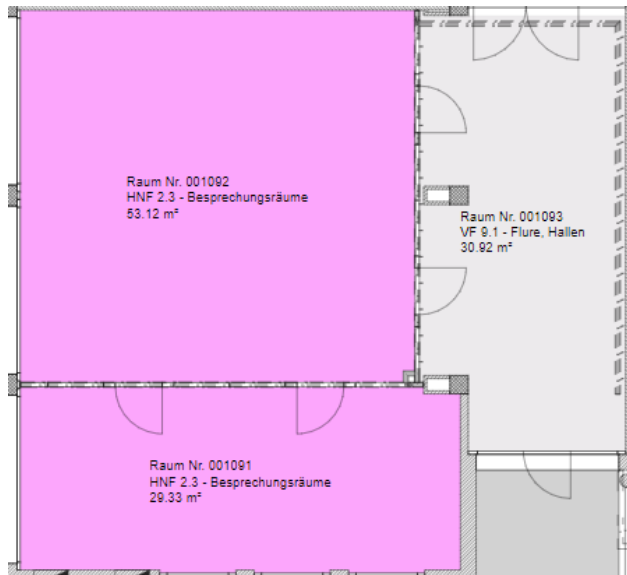 Raum Nr. 001092
HNF 2.3 - Besprechungsräume
53.12 m²
Raum Nr. 001093
VF 9.1 - Flure, Hallen
30.92 m²
Raum Nr. 001091
HNF 2.3 - Besprechungsräume
29.33 m²